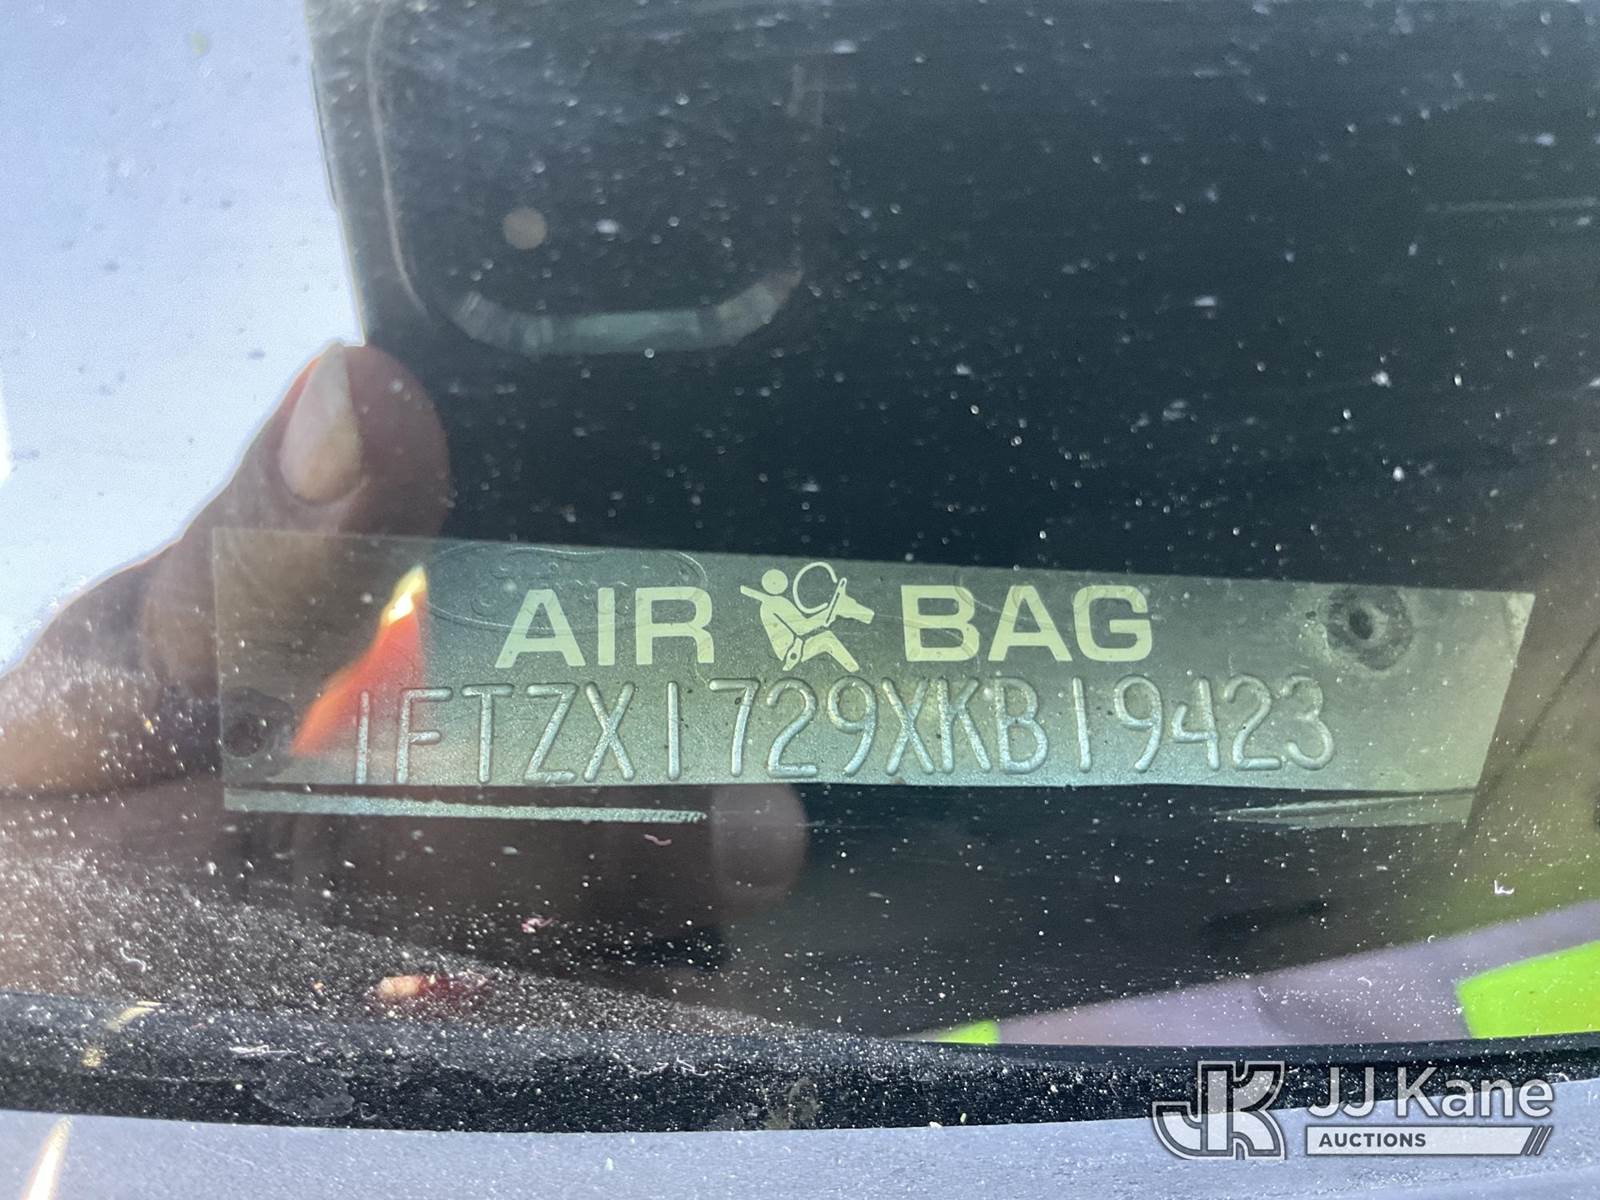 AIR BAG
1FTZX1729XKB19423
JJ Kane
AUCTIONS